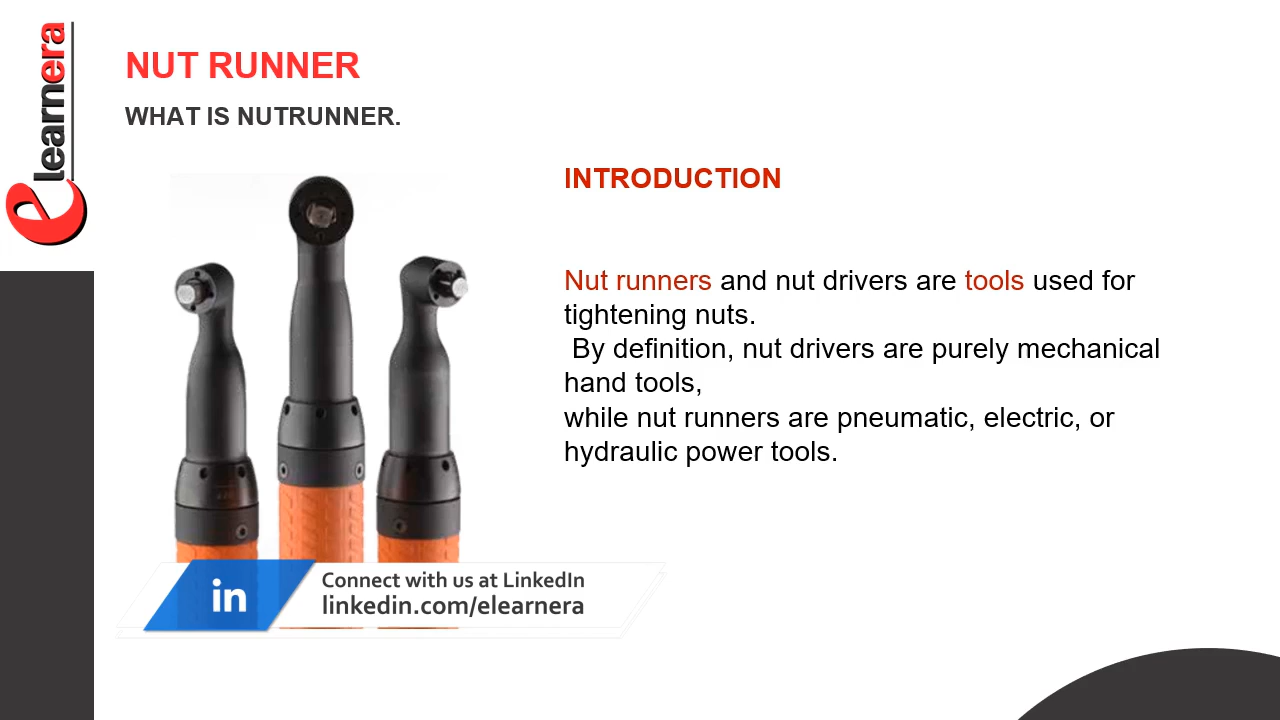 elearnera
NUT RUNNER
WHAT IS NUTRUNNER.
INTRODUCTION
Nut runners and nut drivers are tools used for
tightening nuts.
By definition, nut drivers are purely mechanical
hand tools,
while nut runners are pneumatic, electric, or
hydraulic power tools.
in
Connect with us at LinkedIn
linkedin.com/elearnera